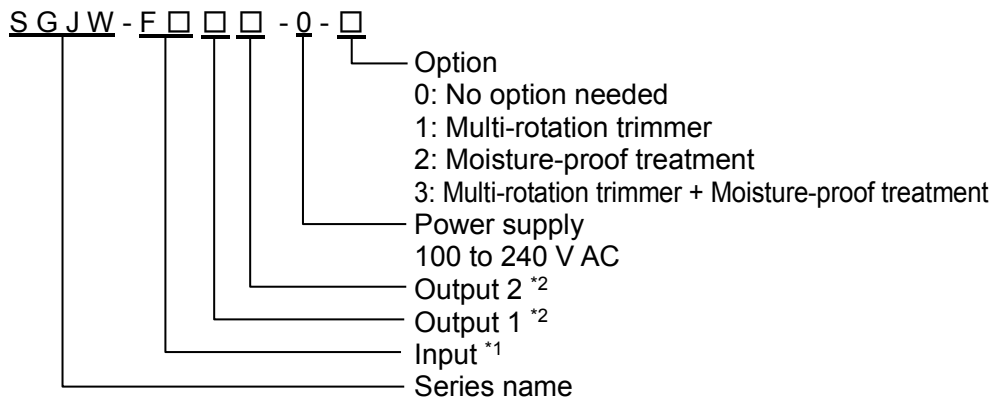 SGJW-F□□□-0-□
Option
0: No option needed
1: Multi-rotation trimmer
2: Moisture-proof treatment
3: Multi-rotation trimmer + Moisture-proof treatment
Power supply
100 to 240 V AC
Output 2 *2
Output 1 *2
Input *1
Series name